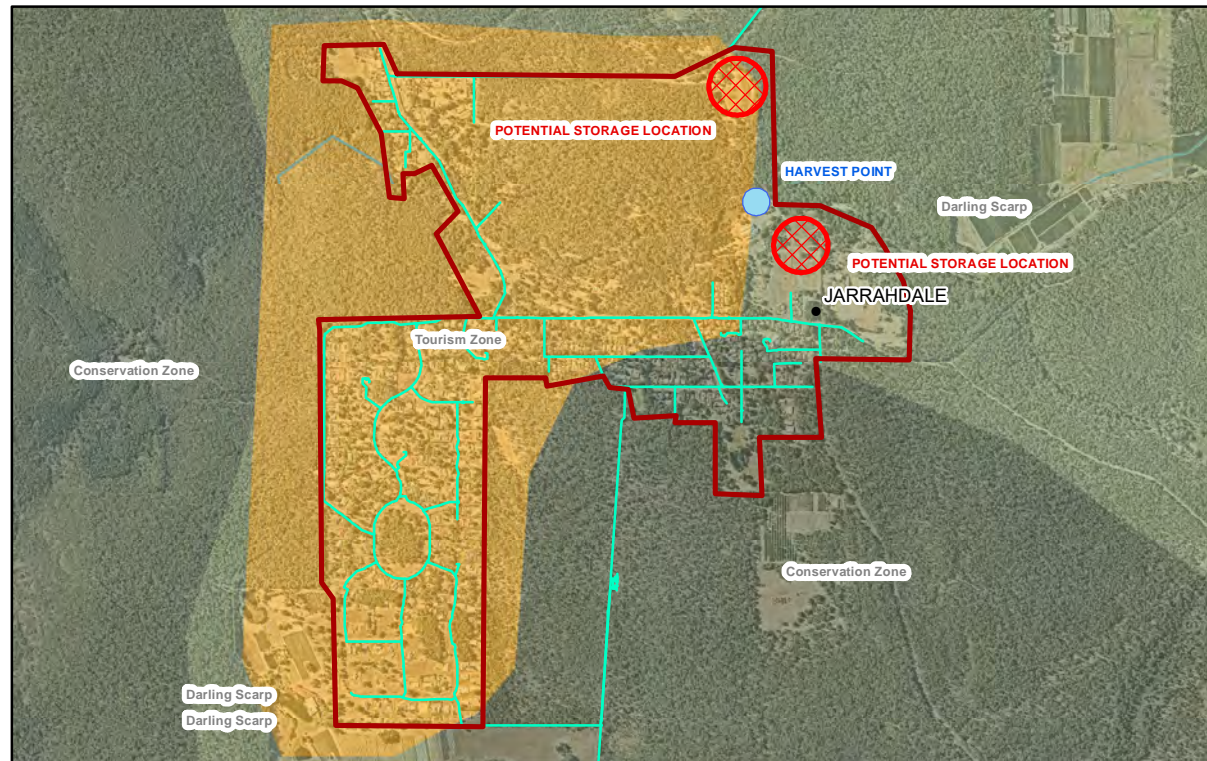 POTENTIAL STORAGE LOCATION
HARVEST POINT
Darling Scarp
POTENTIAL STORAGE LOCATION
JARRAHDALE
Tourism Zone
Conservation Zone
Conservation Zone
Darling Scarp
Darling Scarp